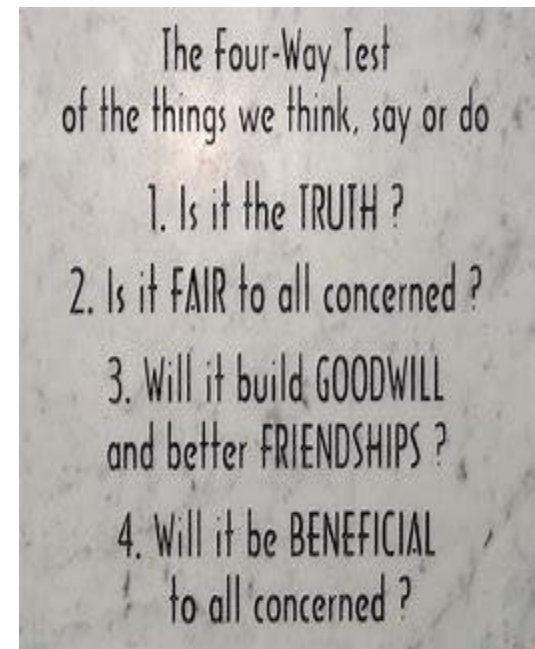 The Four-Way Test
of the things we think, say or do
1. Is it the TRUTH ?
2. Is it FAIR to all concerned ?
3. Will it build GOODWILL
and better FRIENDSHIPS ?
4. Will it be BENEFICIAL
to all concerned ?